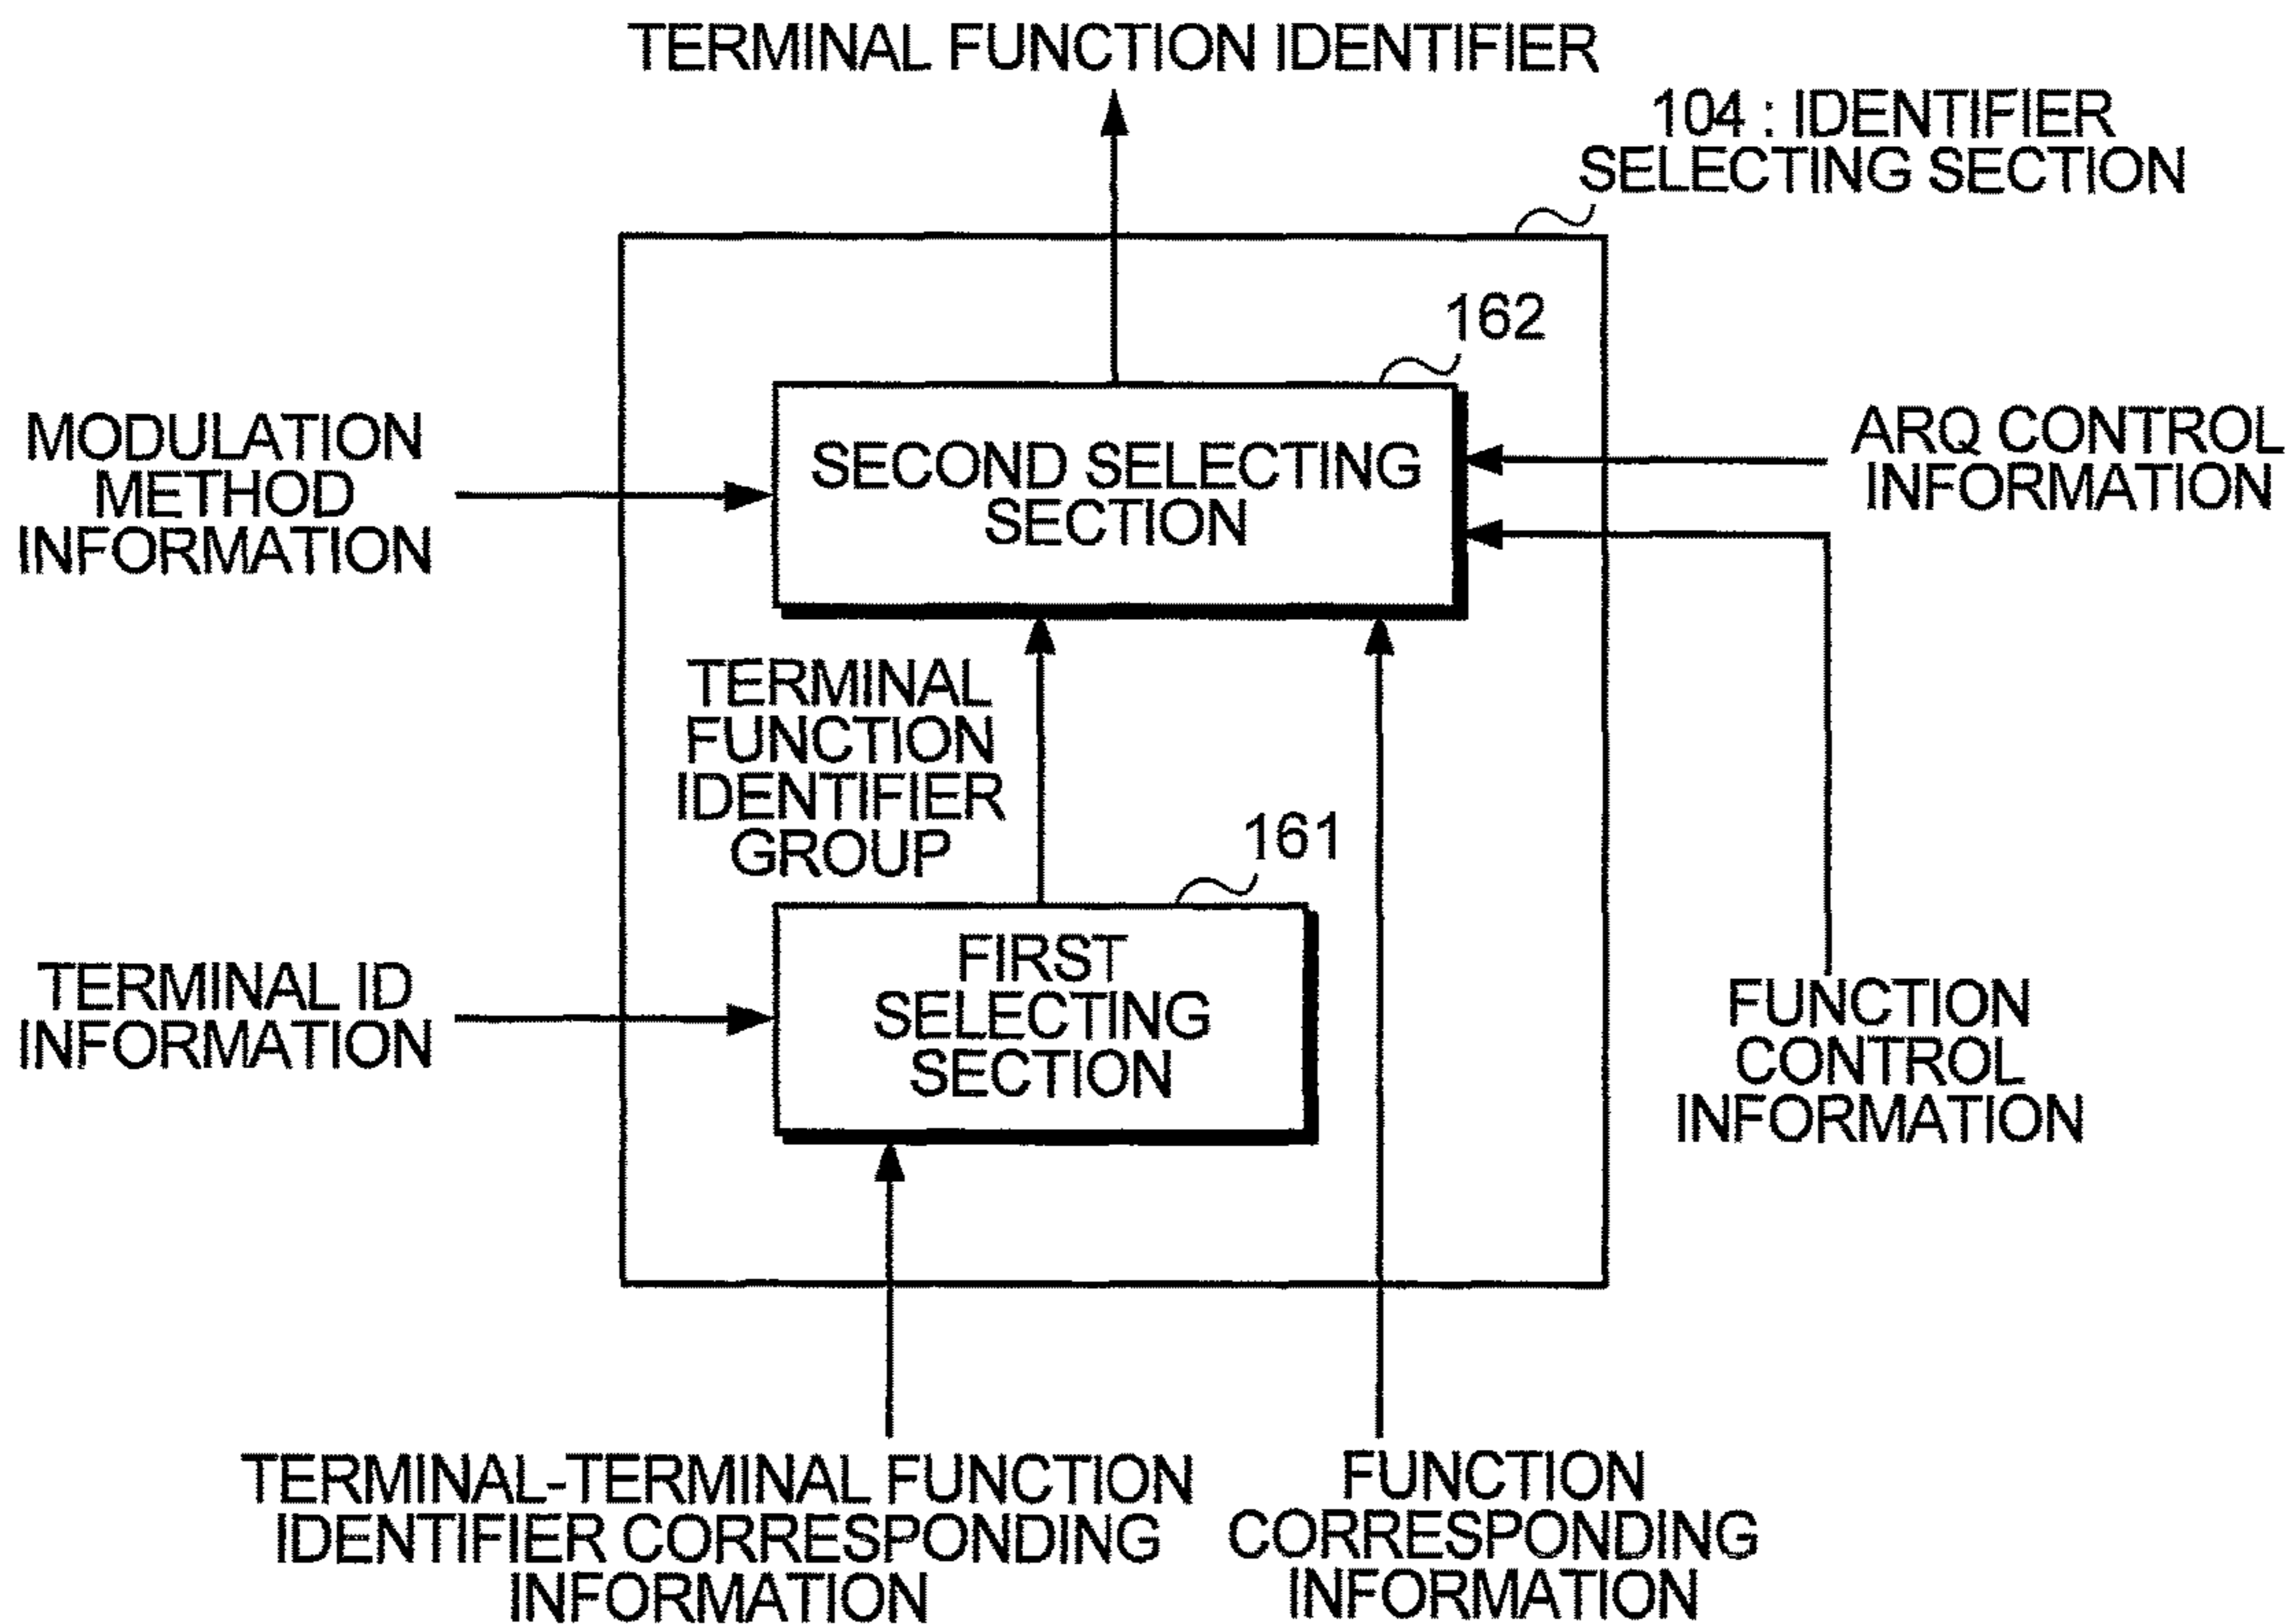 TERMINAL FUNCTION IDENTIFIER
104 : IDENTIFIER
SELECTING SECTION
162
MODULATION
METHOD
INFORMATION
SECOND SELECTING
SECTION
ARQ CONTROL
INFORMATION
TERMINAL
FUNCTION
IDENTIFIER
GROUP
161
TERMINAL ID
INFORMATION
FIRST
SELECTING
SECTION
FUNCTION
CONTROL
INFORMATION
TERMINAL-TERMINAL FUNCTION
IDENTIFIER CORRESPONDING
INFORMATION
FUNCTION
CORRESPONDING
INFORMATION